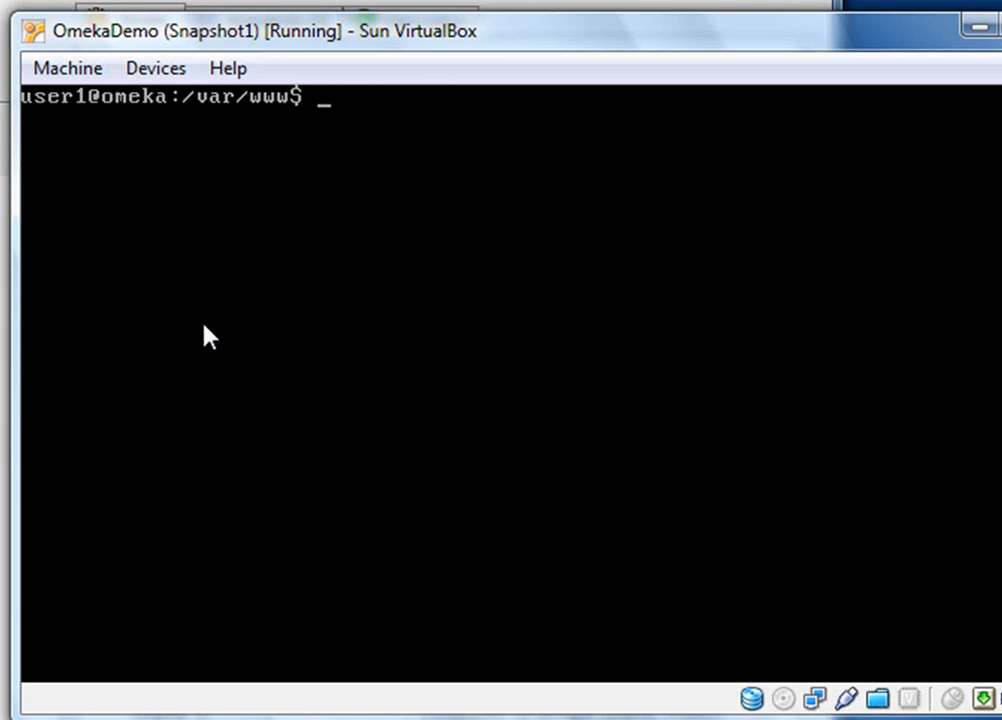 OmekaDemo (Snapshot1) [Running] - Sun VirtualBox
Machine Devices Help
user1@omeka:/var/www$ _